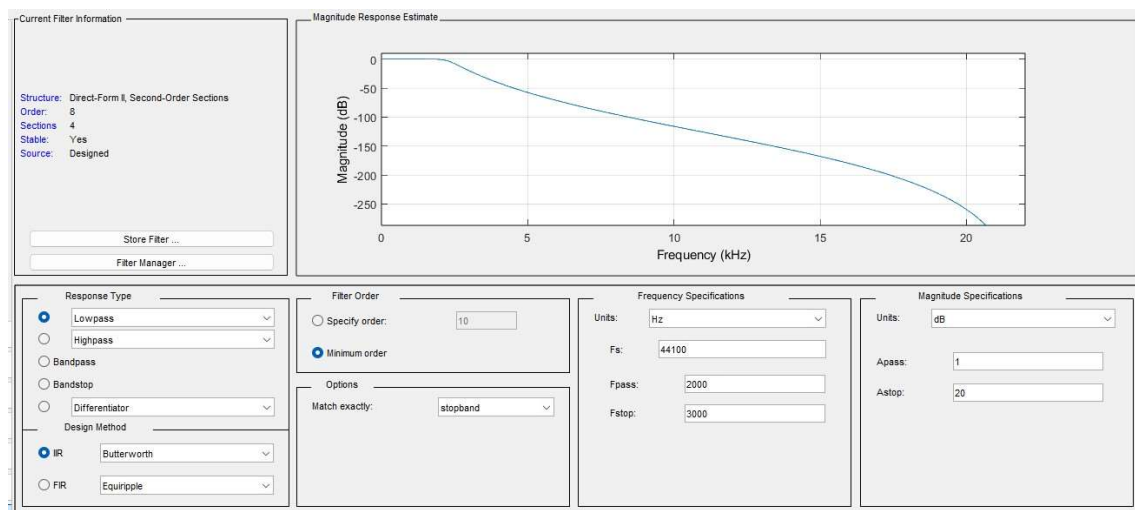 Current Filter Information
Structure: Direct-Form II, Second-Order Sections
Order: 8
Sections 4
Stable: Yes
Source: Designed
Store Filter ...
Filter Manager ...
Magnitude Response Estimate
Magnitude (dB)
0
-50
-100
-150
-200
-250
0 5 10 15 20
Frequency (kHz)
Response Type
Lowpass
Highpass
Bandpass
Bandstop
Differentiator
Design Method
IIR Butterworth
FIR Equiripple
Filter Order
Specify order: 10
Minimum order
Options
Match exactly: stopband
Frequency Specifications
Units: Hz
Fs: 44100
Fpass: 2000
Fstop: 3000
Magnitude Specifications
Units: dB
Apass: 1
Astop: 20